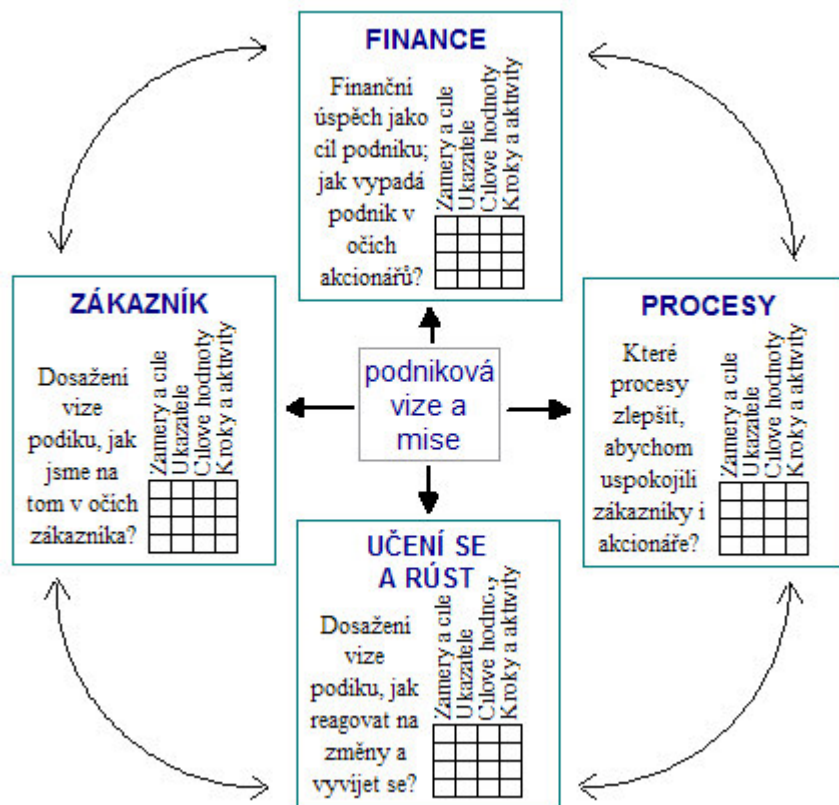 FINANCE
Finanční
úspěch jako
cíl podniku;
jak vypadá
podnik v
očích
akcionářů?
Zamery a cile
Ukazatele
Cilove hodnoty
Kroky a aktivity
ZÁKAZNÍK
Dosažení
vize
podiku, jak
jsme na
tom v očích
zákazníka?
Zamery a cile
Ukazatele
Cilove hodnoty
Kroky a aktivity
podniková
vize a
mise
PROCESY
Které
procesy
zlepšit,
abychom
uspokojili
zákazníky i
akcionáře?
Zamery a cile
Ukazatele
Cilove hodnoty
Kroky a aktivity
UČENÍ SE
A RÚST
Dosažení
vize
podiku, jak
reagovat na
změny a
vyvíjet se?
Zamery a cile
Ukazatele
Cilove hodnoty
Kroky a aktivity